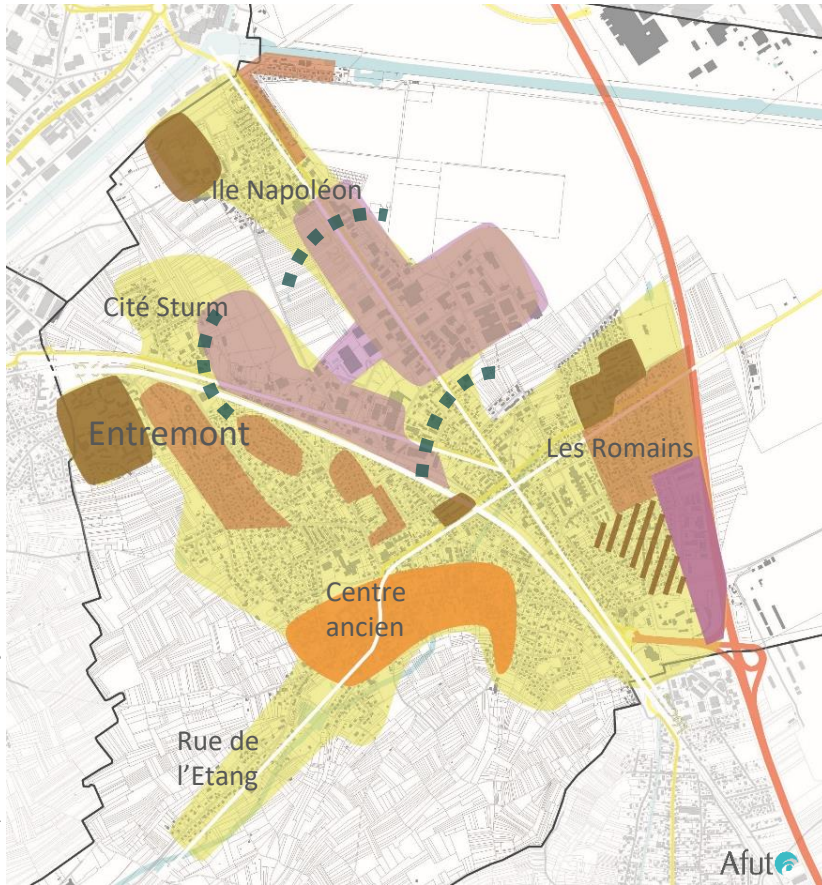 Ile Napoléon
Cité Sturm
Entremont
Les Romains
Centre
ancien
Rue de
l'Etang
Afut